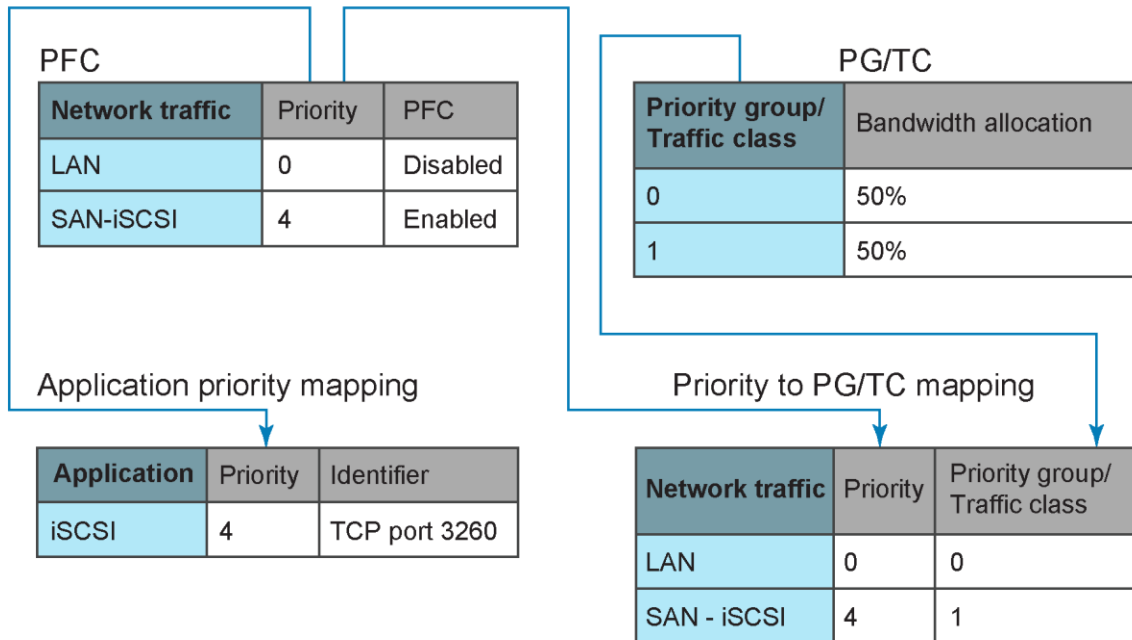 PFC
Network traffic Priority PFC
LAN 0 Disabled
SAN-iSCSI 4 Enabled
PG/TC
Priority group/
Traffic class
Bandwidth allocation
0 50%
1 50%
Application priority mapping
Application Priority Identifier
iSCSI 4 TCP port 3260
Priority to PG/TC mapping
Network traffic Priority
Priority group/
Traffic class
LAN 0 0
SAN - iSCSI 4 1